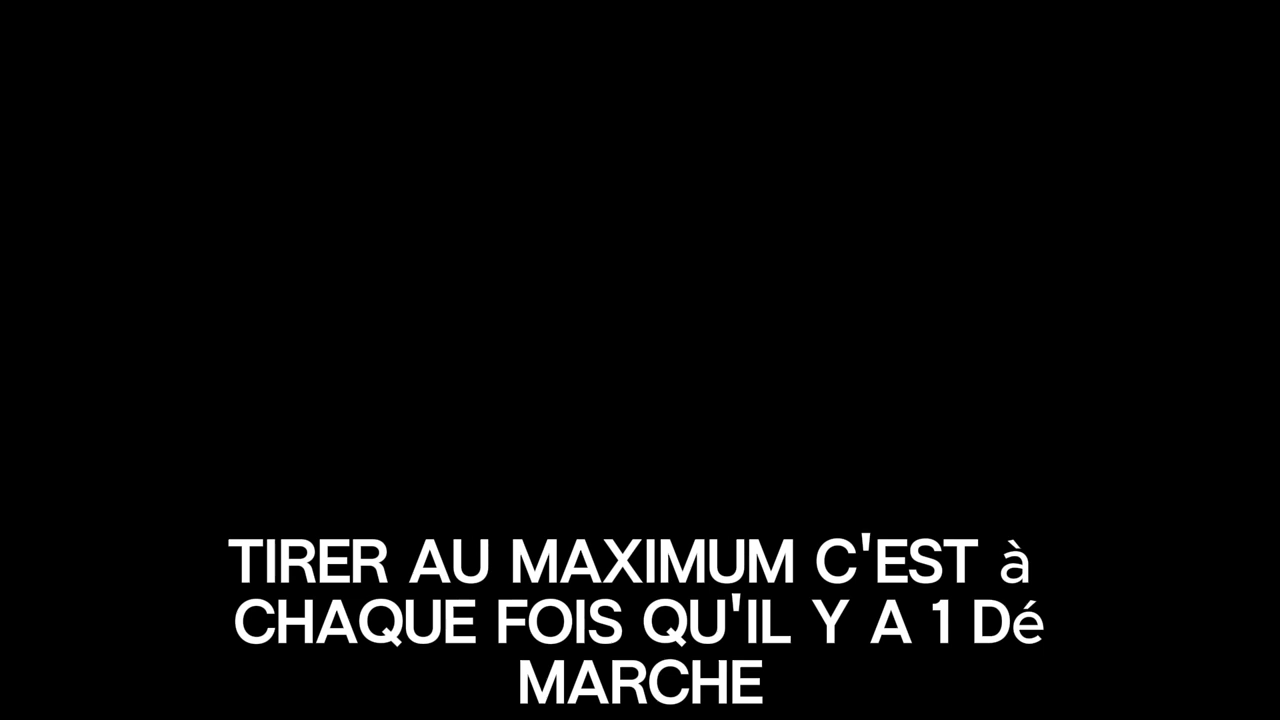 TIRER AU MAXIMUM C'EST à
CHAQUE FOIS QU'IL Y A 1 Dé
MARCHE